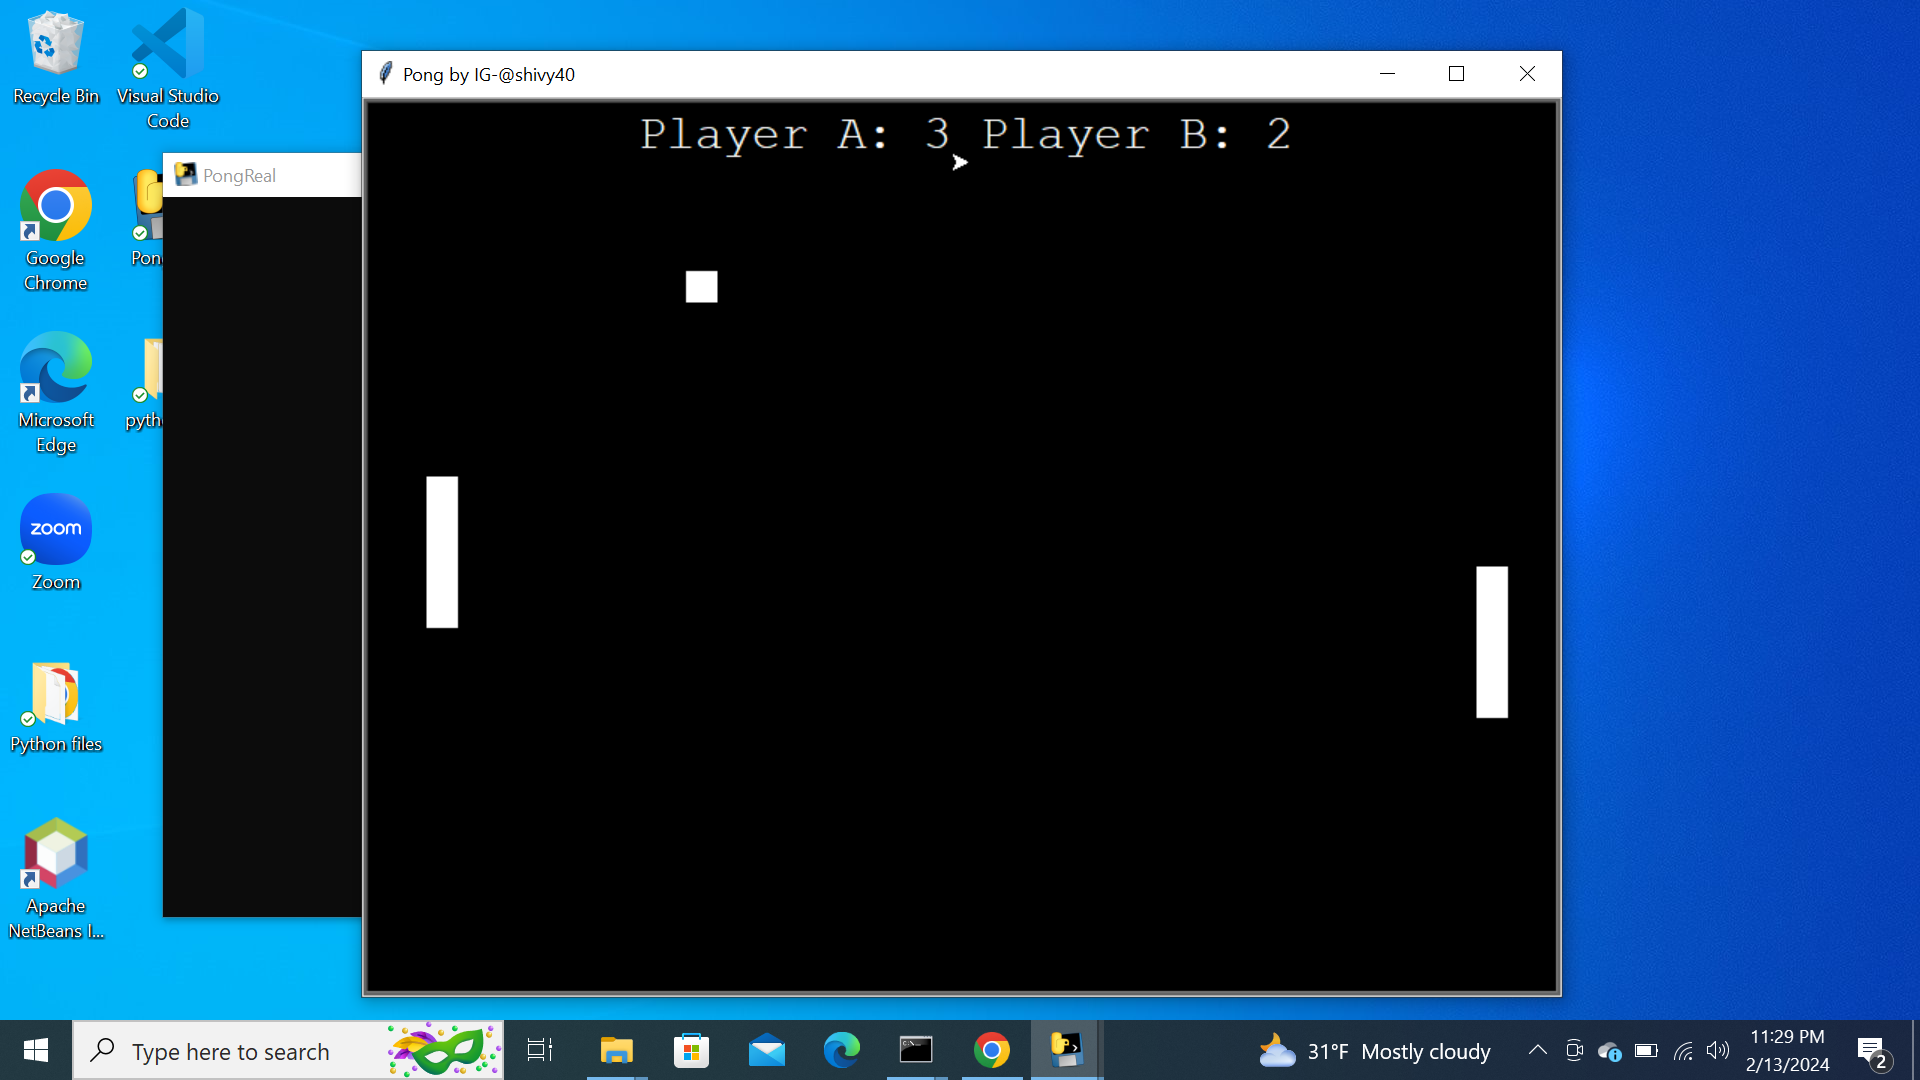 Recycle Bin
Visual Studio
Code
Pong by IG-@shivy40
Player A: 3 Player B: 2
PongReal
Google
Chrome
Pon
Microsoft
Edge
pyth
zoom
Zoom
Python files
Apache
NetBeans I...
Type here to search
31°F Mostly cloudy
11:29 PM
2/13/2024
2